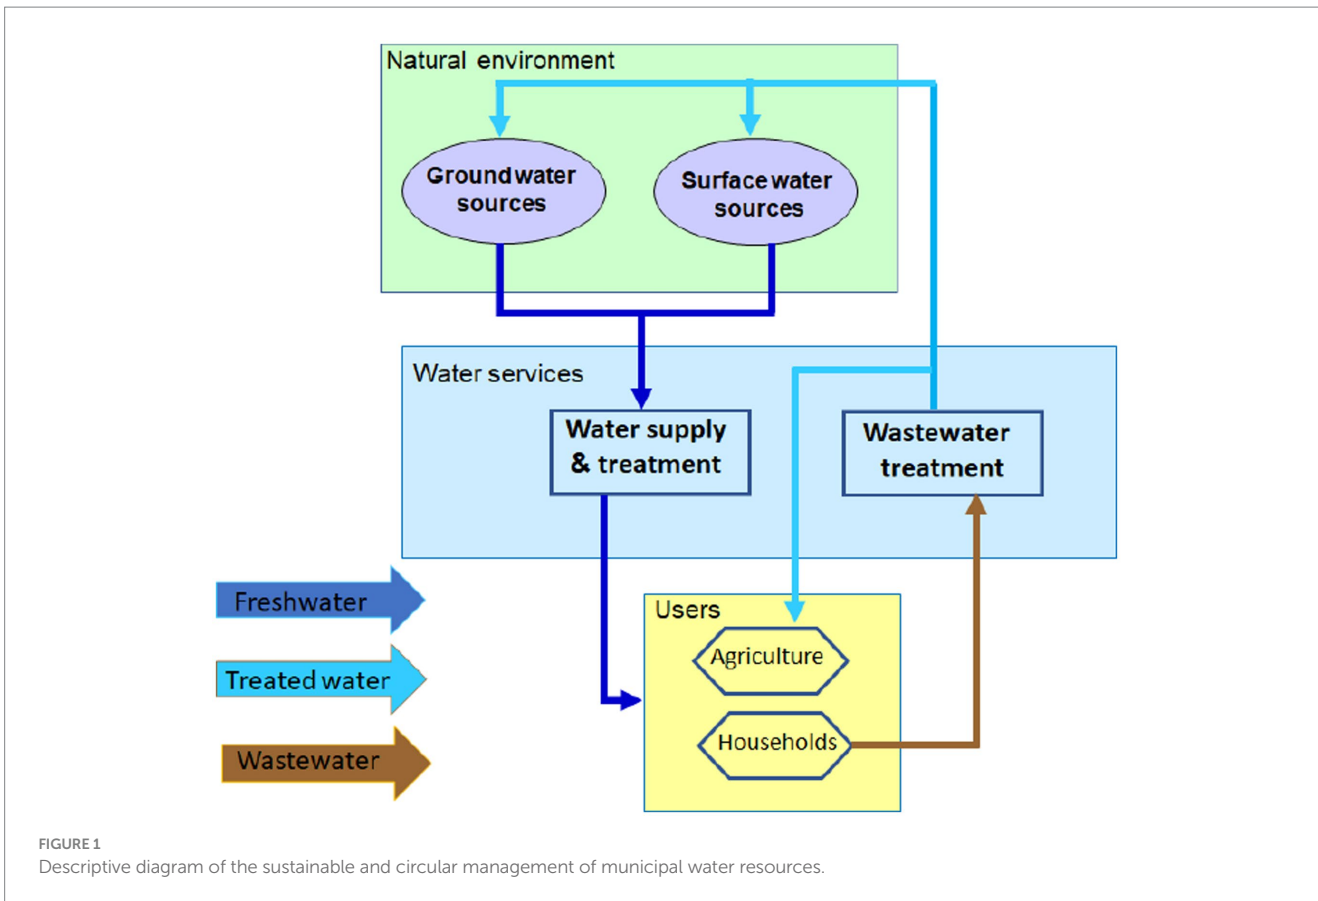 Natural environment
Groundwater
sources
Surface water
sources
Water services
Water supply
& treatment
Wastewater
treatment
Freshwater
Treated water
Wastewater
Users
Agriculture
Households
FIGURE 1
Descriptive diagram of the sustainable and circular management of municipal water resources.